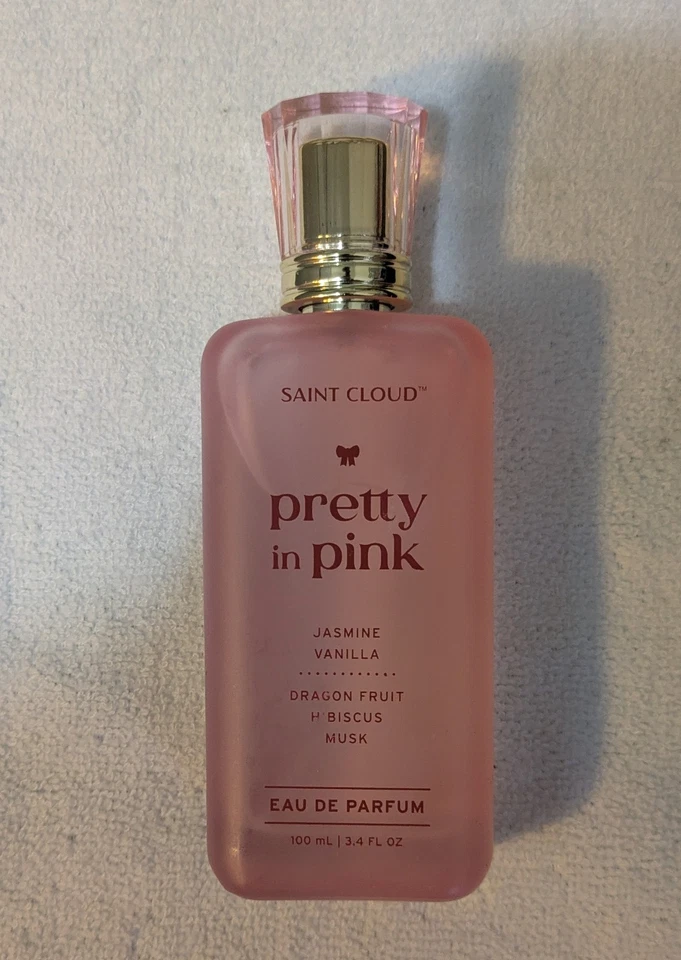 SAINT CLOUD™
pretty
in pink
JASMINE
VANILLA
DRAGON FRUIT
H BISCUS
MUSK
EAU DE PARFUM
100 mL | 3.4 FL OZ